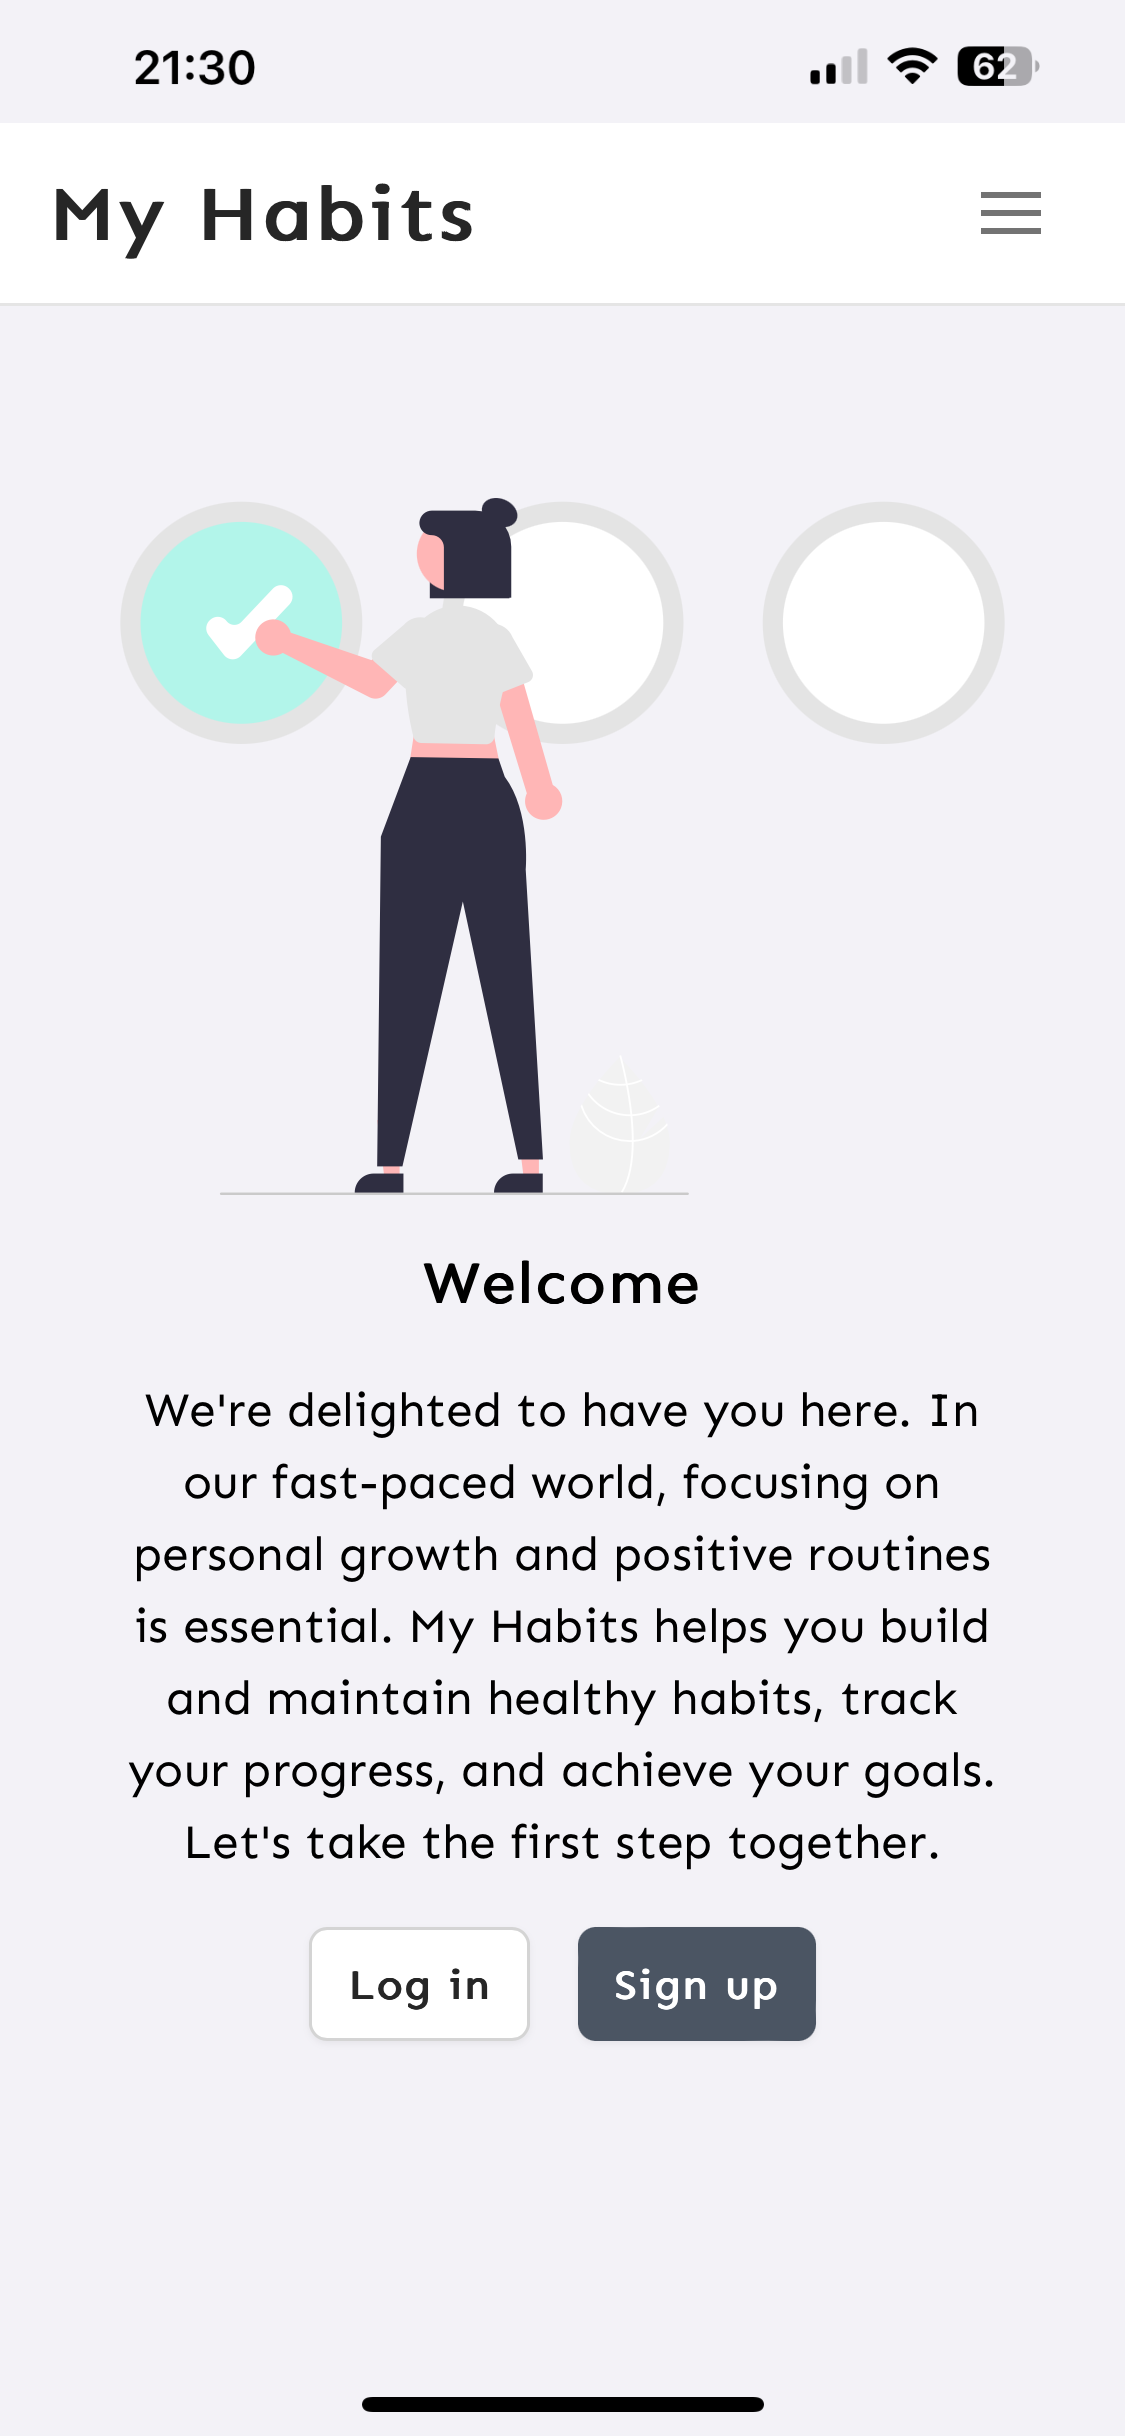 21:30
62
My Habits
Welcome
We're delighted to have you here. In
our fast-paced world, focusing on
personal growth and positive routines
is essential. My Habits helps you build
and maintain healthy habits, track
your progress, and achieve your goals.
Let's take the first step together.
Log in
Sign up